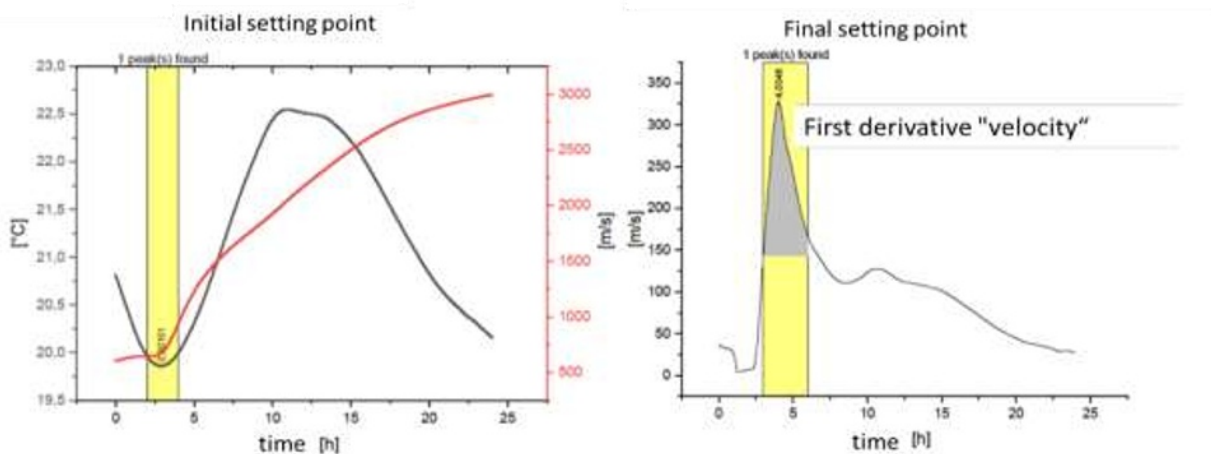 Initial setting point
1 peak(s) found
23,0
22,5
22,0
21,5
21,0
20,5
20,0
19,5
[°C]
3000
2500
2000
1500
1000
500
[m/s]
0 5 10 15 20 25
time [h]
Final setting point
1 peak(s) found
First derivative "velocity“
350
300
250
200
150
100
50
0
[m/s]
0 5 10 15 20 25
time [h]